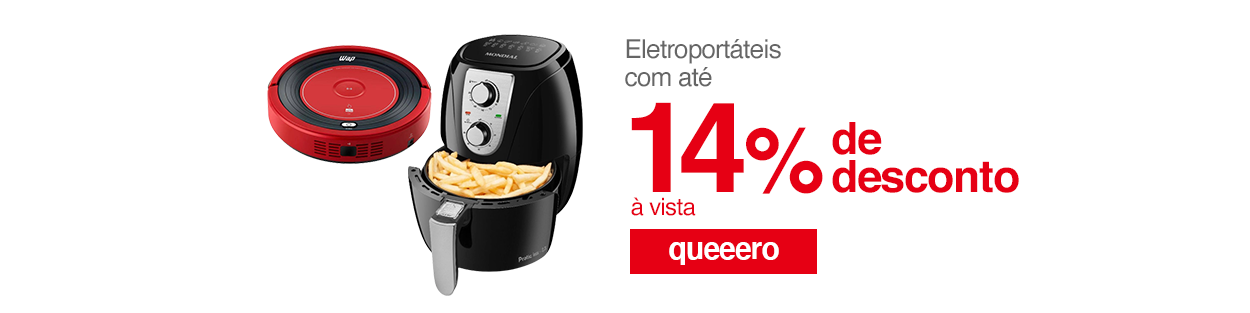 Wap
MONDIAL
Eletroportáteis
com até
14% de
desconto
à vista
queeero